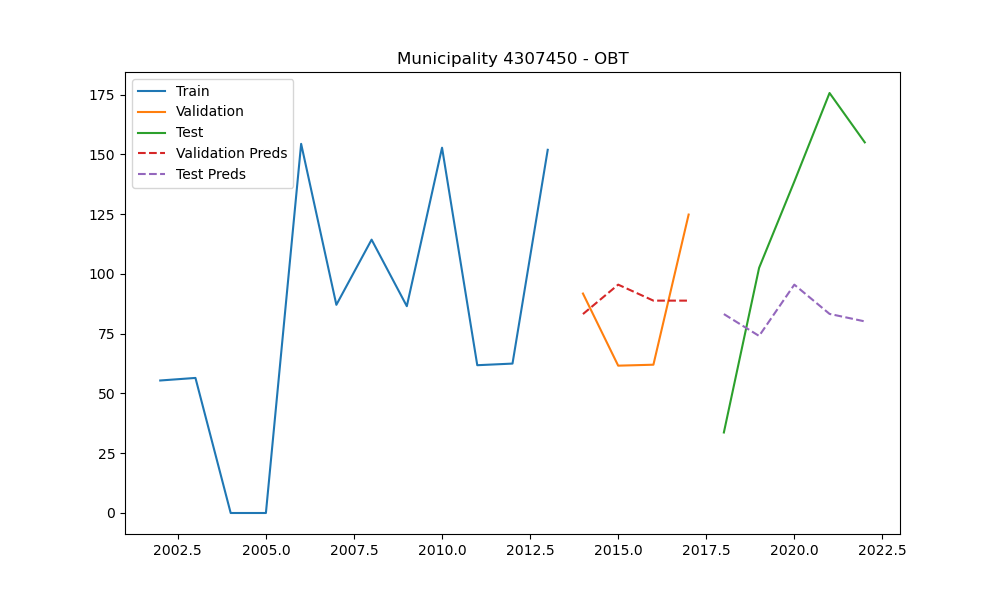 Municipality 4307450 - OBT
Train
Validation
Test
Validation Preds
Test Preds
175
150
125
100
75
50
25
0
2002.5 2005.0 2007.5 2010.0 2012.5 2015.0 2017.5 2020.0 2022.5